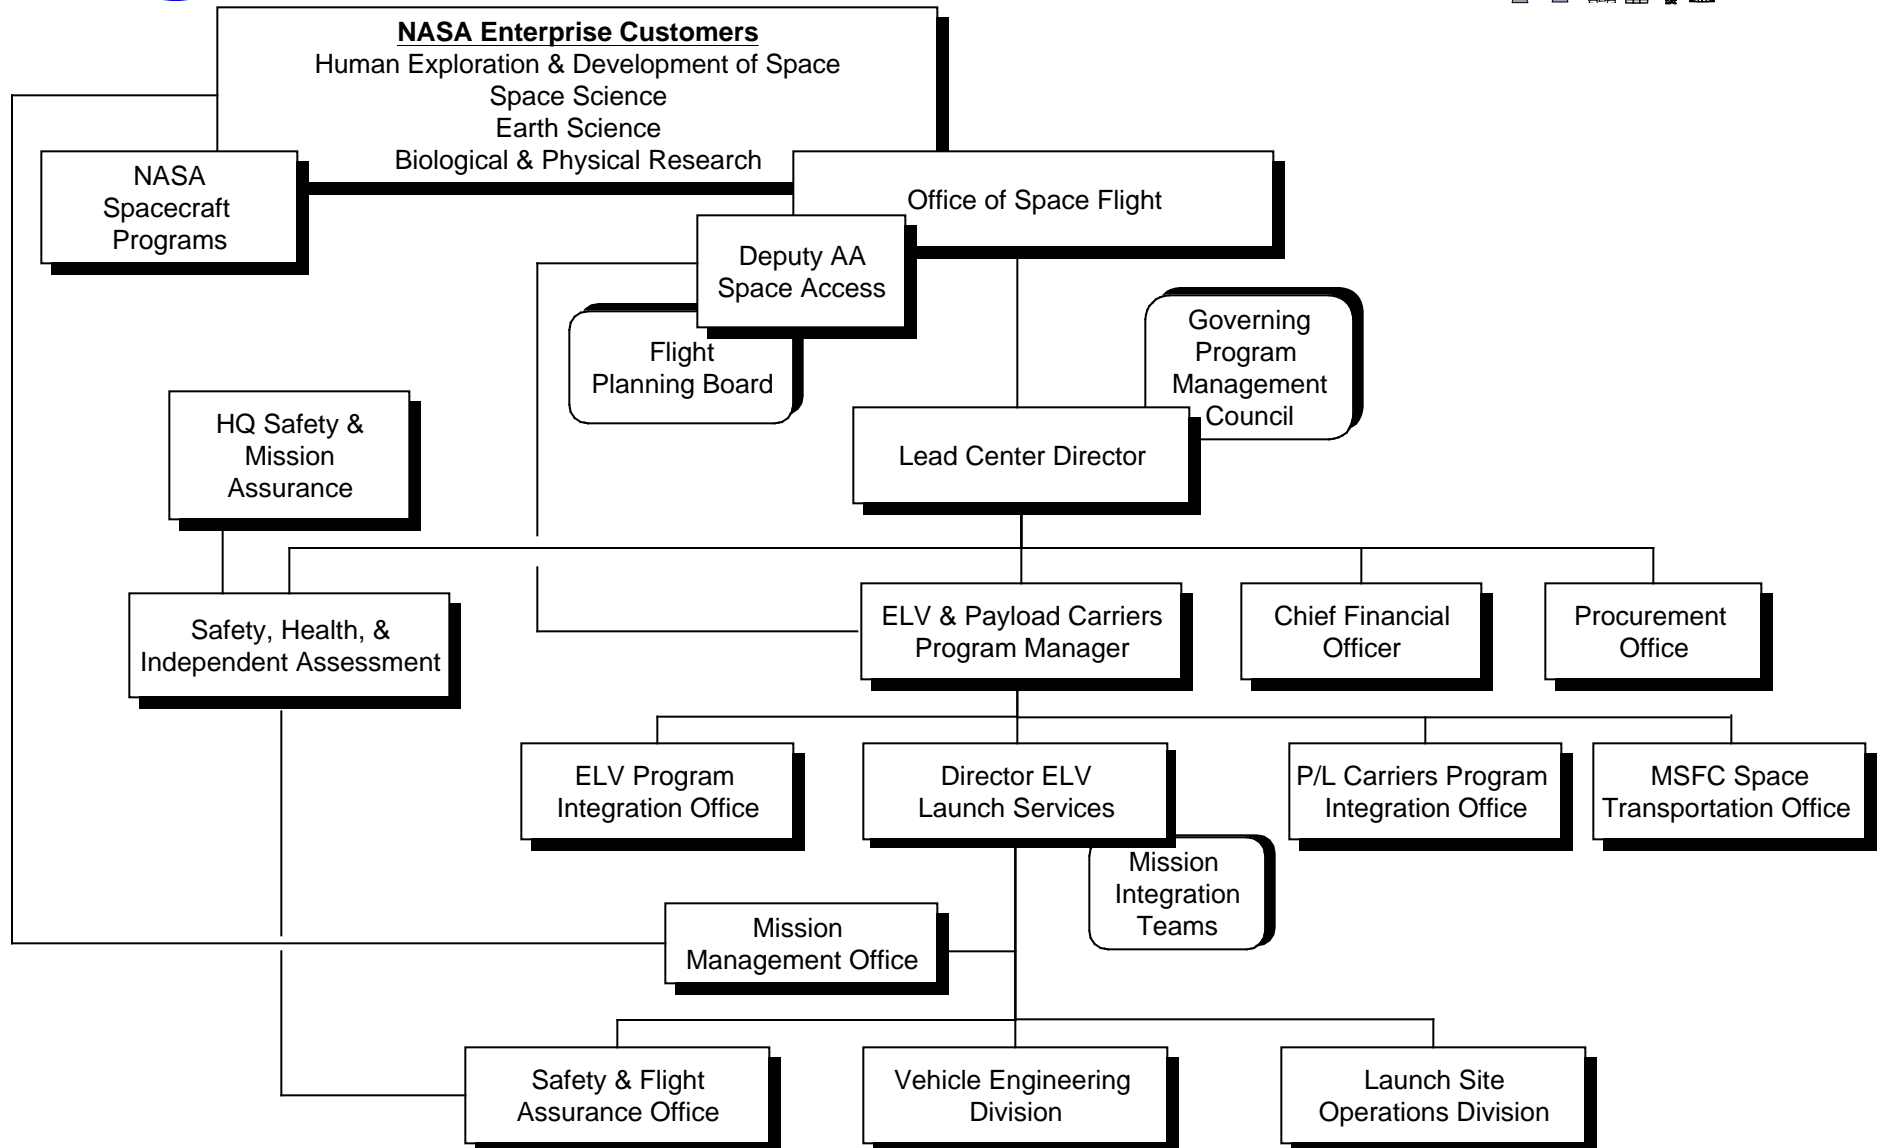 NASA Enterprise Customers
Human Exploration & Development of Space
Space Science
Earth Science
Biological & Physical Research
NASA
Spacecraft
Programs
Office of Space Flight
Deputy AA
Space Access
Flight
Planning Board
Governing
Program
Management
Council
HQ Safety &
Mission
Assurance
Lead Center Director
Safety, Health, &
Independent Assessment
ELV & Payload Carriers
Program Manager
Chief Financial
Officer
Procurement
Office
ELV Program
Integration Office
Director ELV
Launch Services
P/L Carriers Program
Integration Office
MSFC Space
Transportation Office
Mission
Integration
Teams
Mission
Management Office
Safety & Flight
Assurance Office
Vehicle Engineering
Division
Launch Site
Operations Division